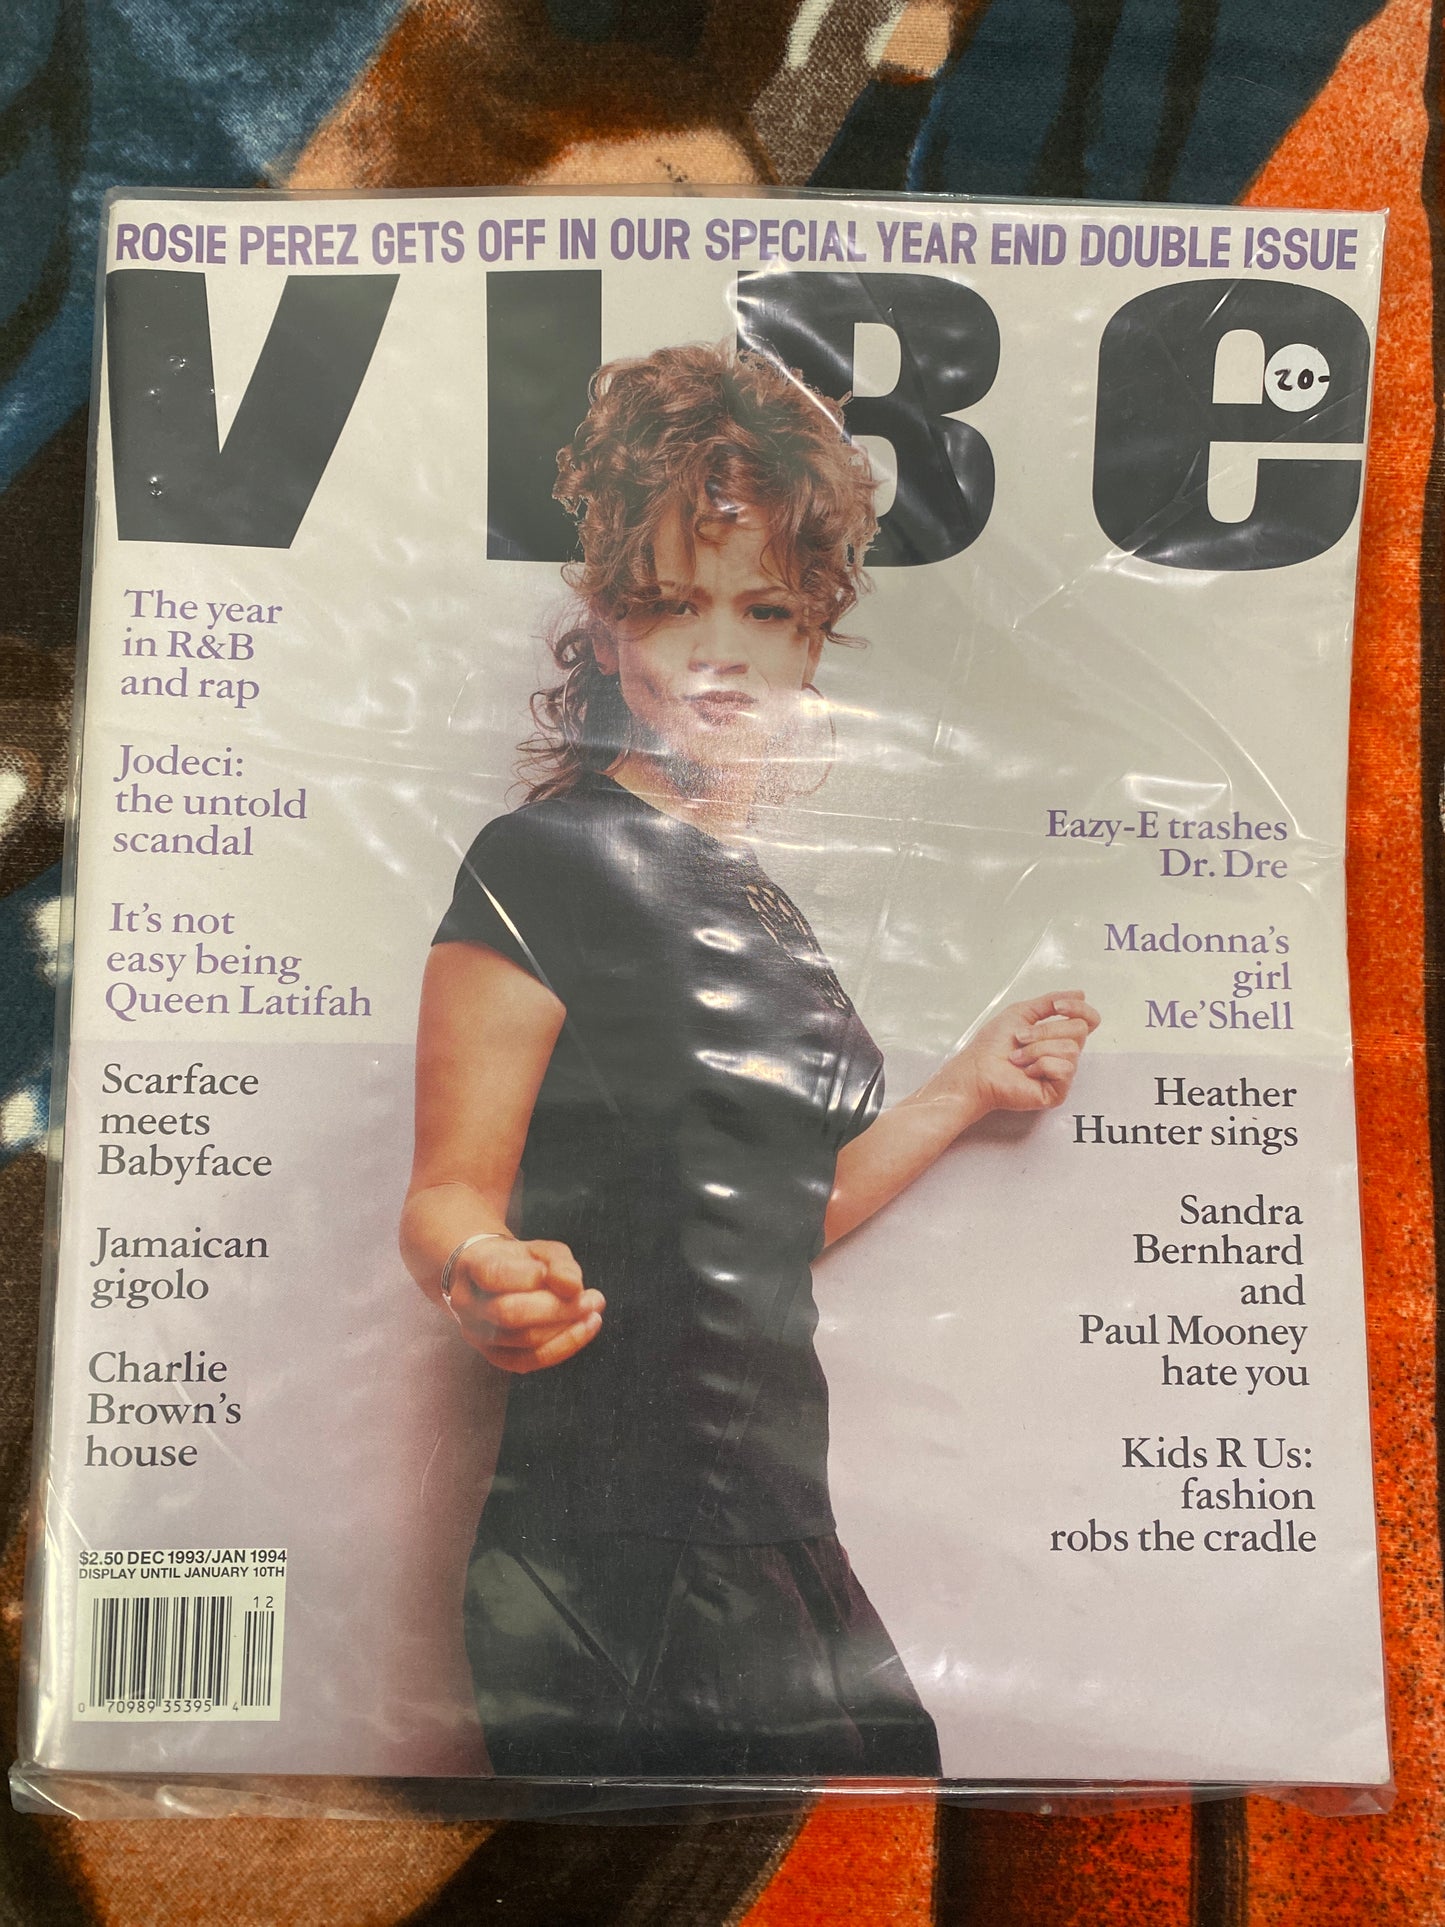 ROSIE PEREZ GETS OFF IN OUR SPECIAL YEAR END DOUBLE ISSUE
VIBe
20-
The year
in R&B
and rap
Jodeci:
the untold
scandal
It's not
easy being
Queen Latifah
Scarface
meets
Babyface
Jamaican
gigolo
Charlie
Brown's
house
Eazy-E trashes
Dr. Dre
Madonna's
girl
Me'Shell
Heather
Hunter sings
Sandra
Bernhard
and
Paul Mooney
hate you
Kids R Us:
fashion
robs the cradle
$2.50 DEC 1993/JAN 1994
DISPLAY UNTIL JANUARY 10TH
12
0 70989 35395 4